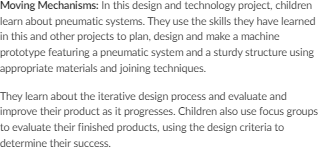 Moving Mechanisms: In this design and technology project, children
learn about pneumatic systems. They use the skills they have learned
in this and other projects to plan, design and make a machine
prototype featuring a pneumatic system and a sturdy structure using
appropriate materials and joining techniques.
They learn about the iterative design process and evaluate and
improve their product as it progresses. Children also use focus groups
to evaluate their finished products, using the design criteria to
determine their success.